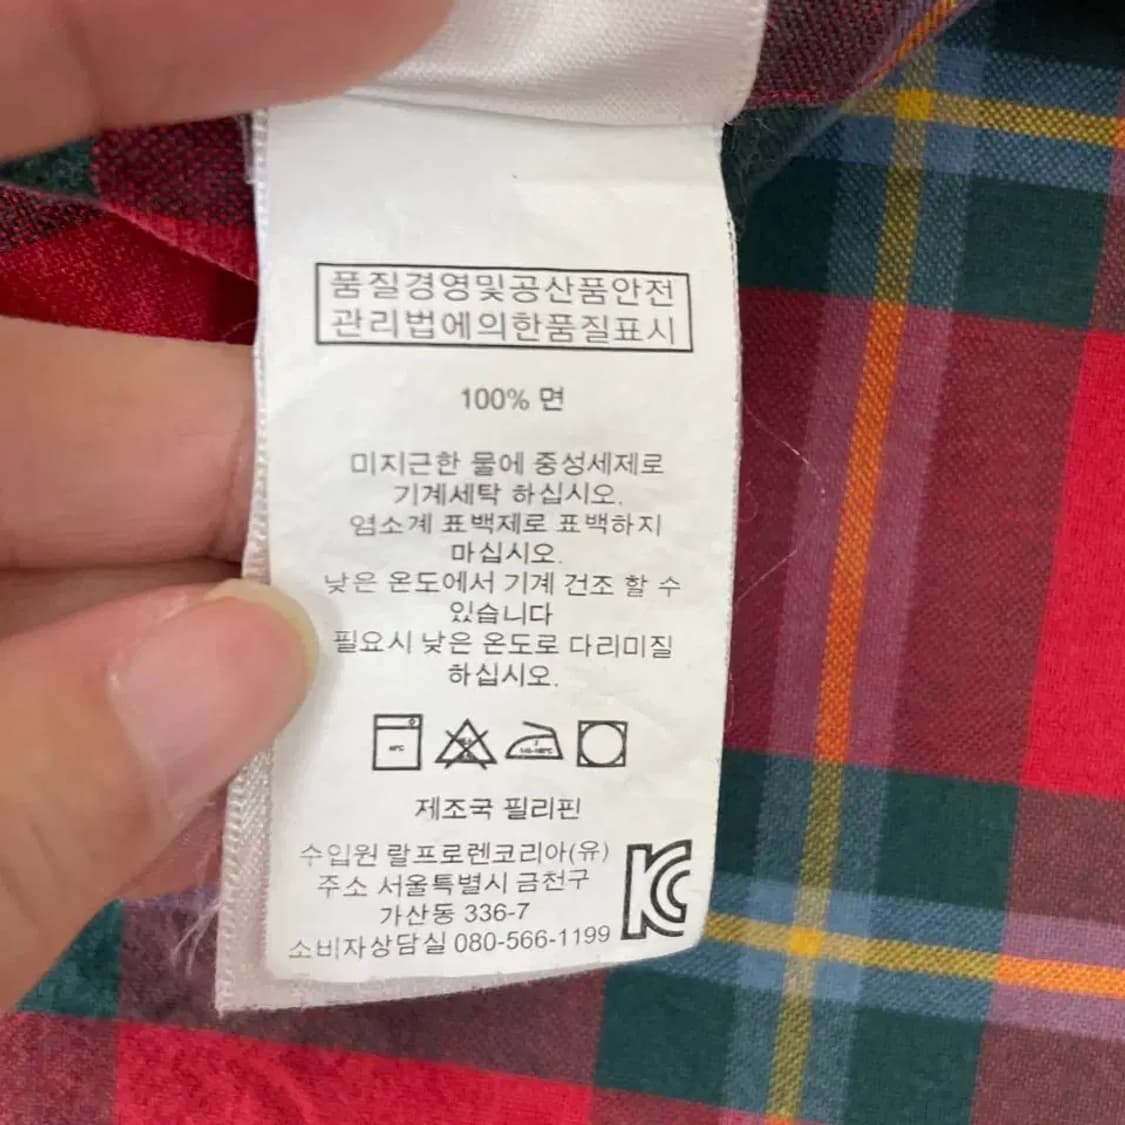 품질경영및공산품안전
관리법에의한품질표시
100% 면
미지근한 물에 중성세제로
기계세탁 하십시오.
염소계 표백제로 표백하지
마십시오.
낮은 온도에서 기계 건조 할 수
있습니다
필요시 낮은 온도로 다리미질
하십시오.
제조국 필리핀
수입원 랄프로렌코리아(유)
주소 서울특별시 금천구
가산동 336-7
소비자상담실 080-566-1199